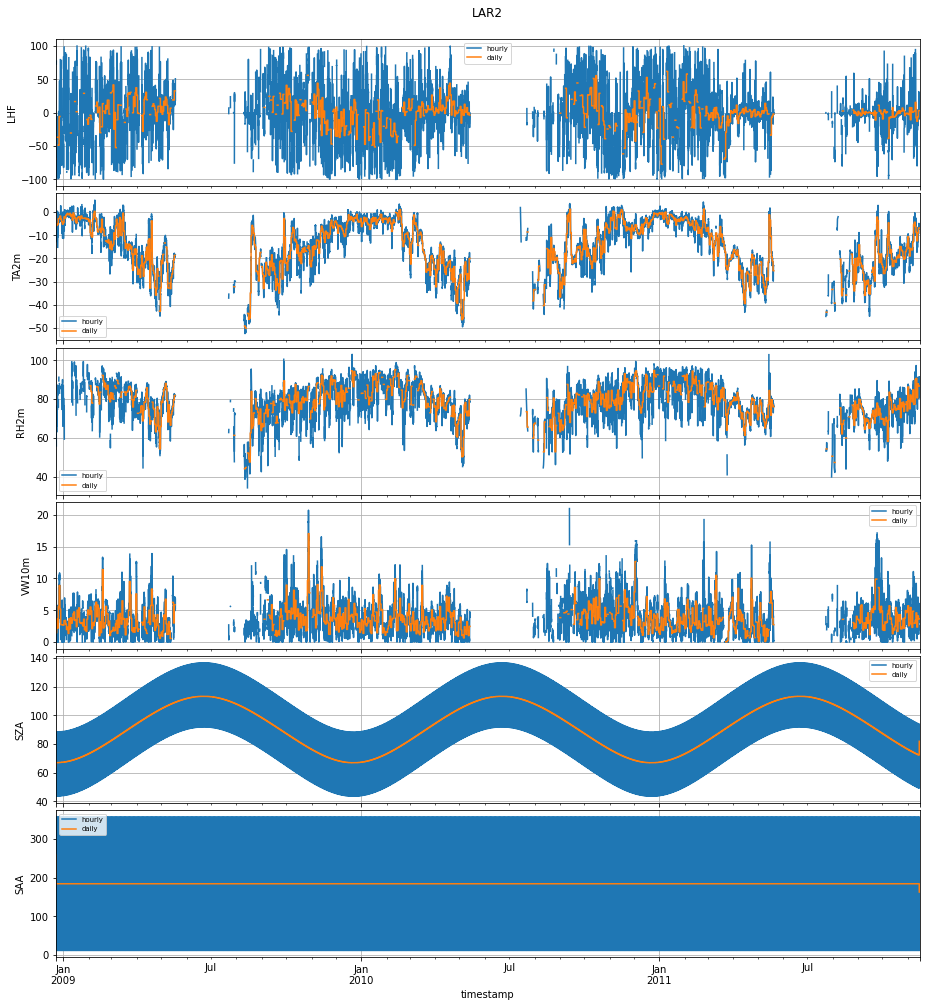 LAR2
100
50
0
−50
−100
LHF
hourly
daily
0
−10
−20
−30
−40
−50
TA2m
hourly
daily
100
80
60
40
RH2m
hourly
daily
20
15
10
5
0
VW10m
hourly
daily
140
120
100
80
60
40
SZA
hourly
daily
300
200
100
0
SAA
hourly
daily
Jan Jul Jan Jul Jan Jul
2009 2010 2011
timestamp